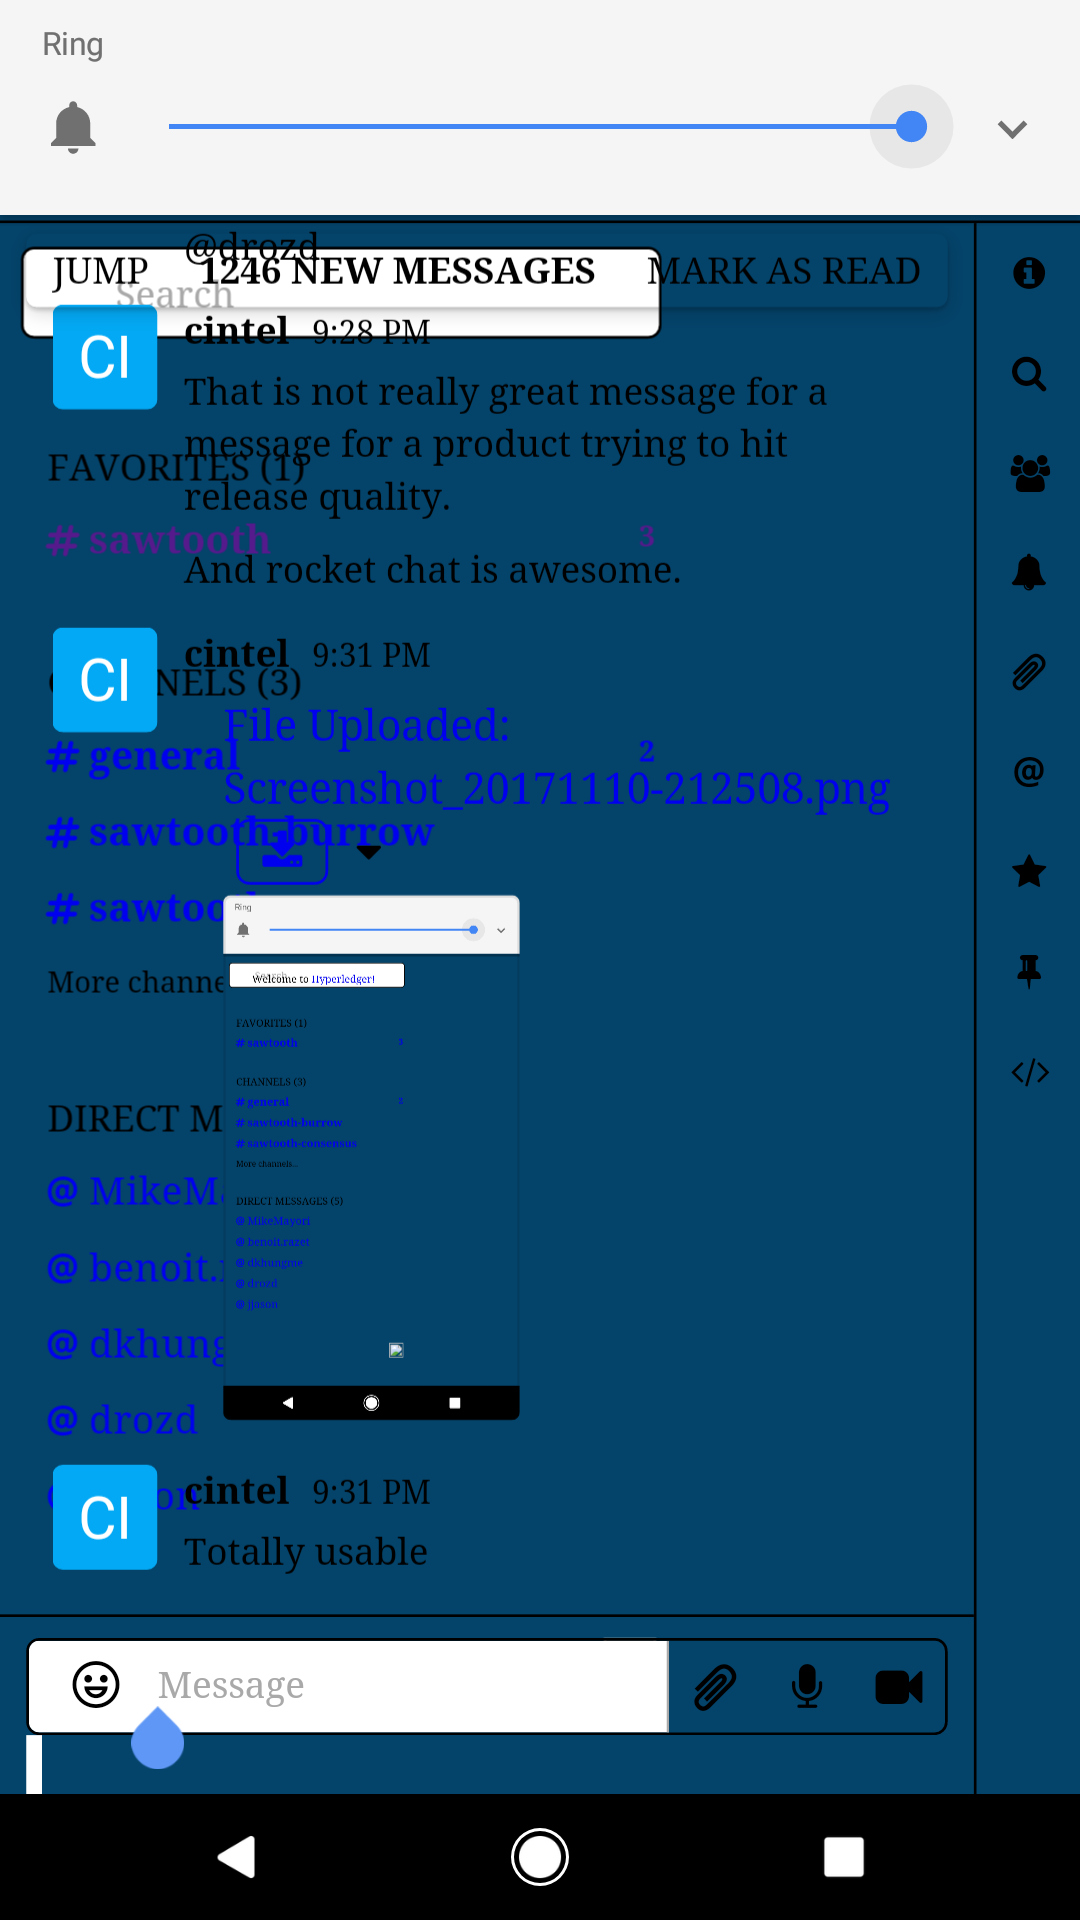 Ring
@drozd
JUMP 1246 NEW MESSAGES MARK AS READ
Search
CI cintel 9:28 PM
That is not really great message for a
message for a product trying to hit
release quality.
And rocket chat is awesome.
FAVORITES (1)
# sawtooth 3
CI cintel 9:31 PM
NELS (3)
File Uploaded:
Screenshot_20171110-212508.png
# general 2
# sawtooth-burrow
# sawtoo
More channe
DIRECT M
@ MikeMa
@ benoit.r
@ dkhung
@ drozd
Ring
Search
Welcome to Hyperledger!
FAVORITES (1)
# sawtooth 3
CHANNELS (3)
# general 2
# sawtooth-burrow
# sawtooth-consensus
More channels...
DIRECT MESSAGES (5)
@ MikeMayori
@ benoit.razet
@ dkhungme
@ drozd
@ jjason
CI cintel 9:31 PM
on
Totally usable
Message